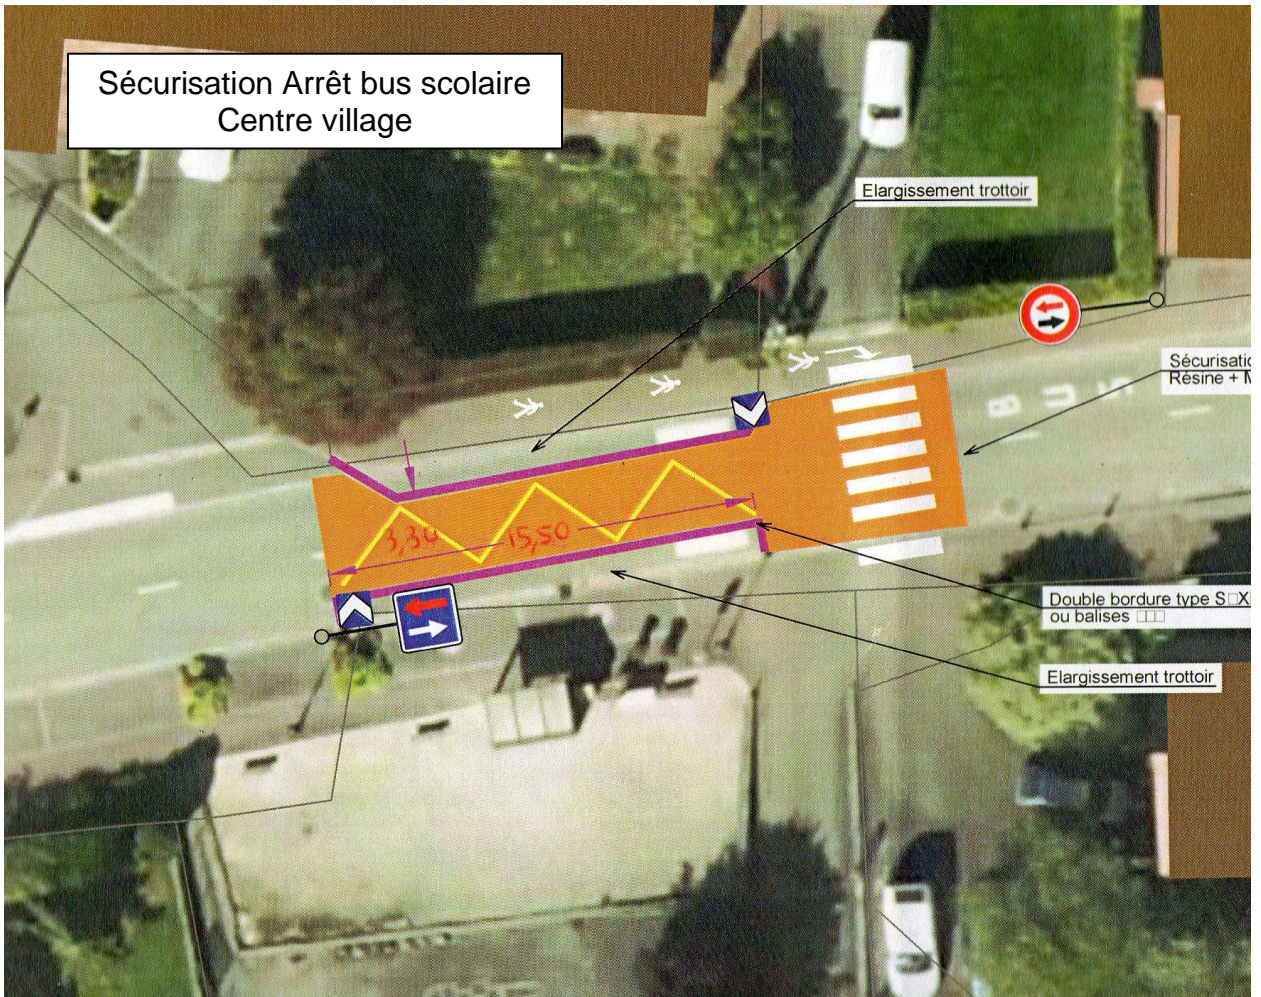 Sécurisation Arrêt bus scolaire
Centre village
Elargissement trottoir
Résine +
BUS
3,30
15,50
Double bordure type
ou balises
Elargissement trottoir